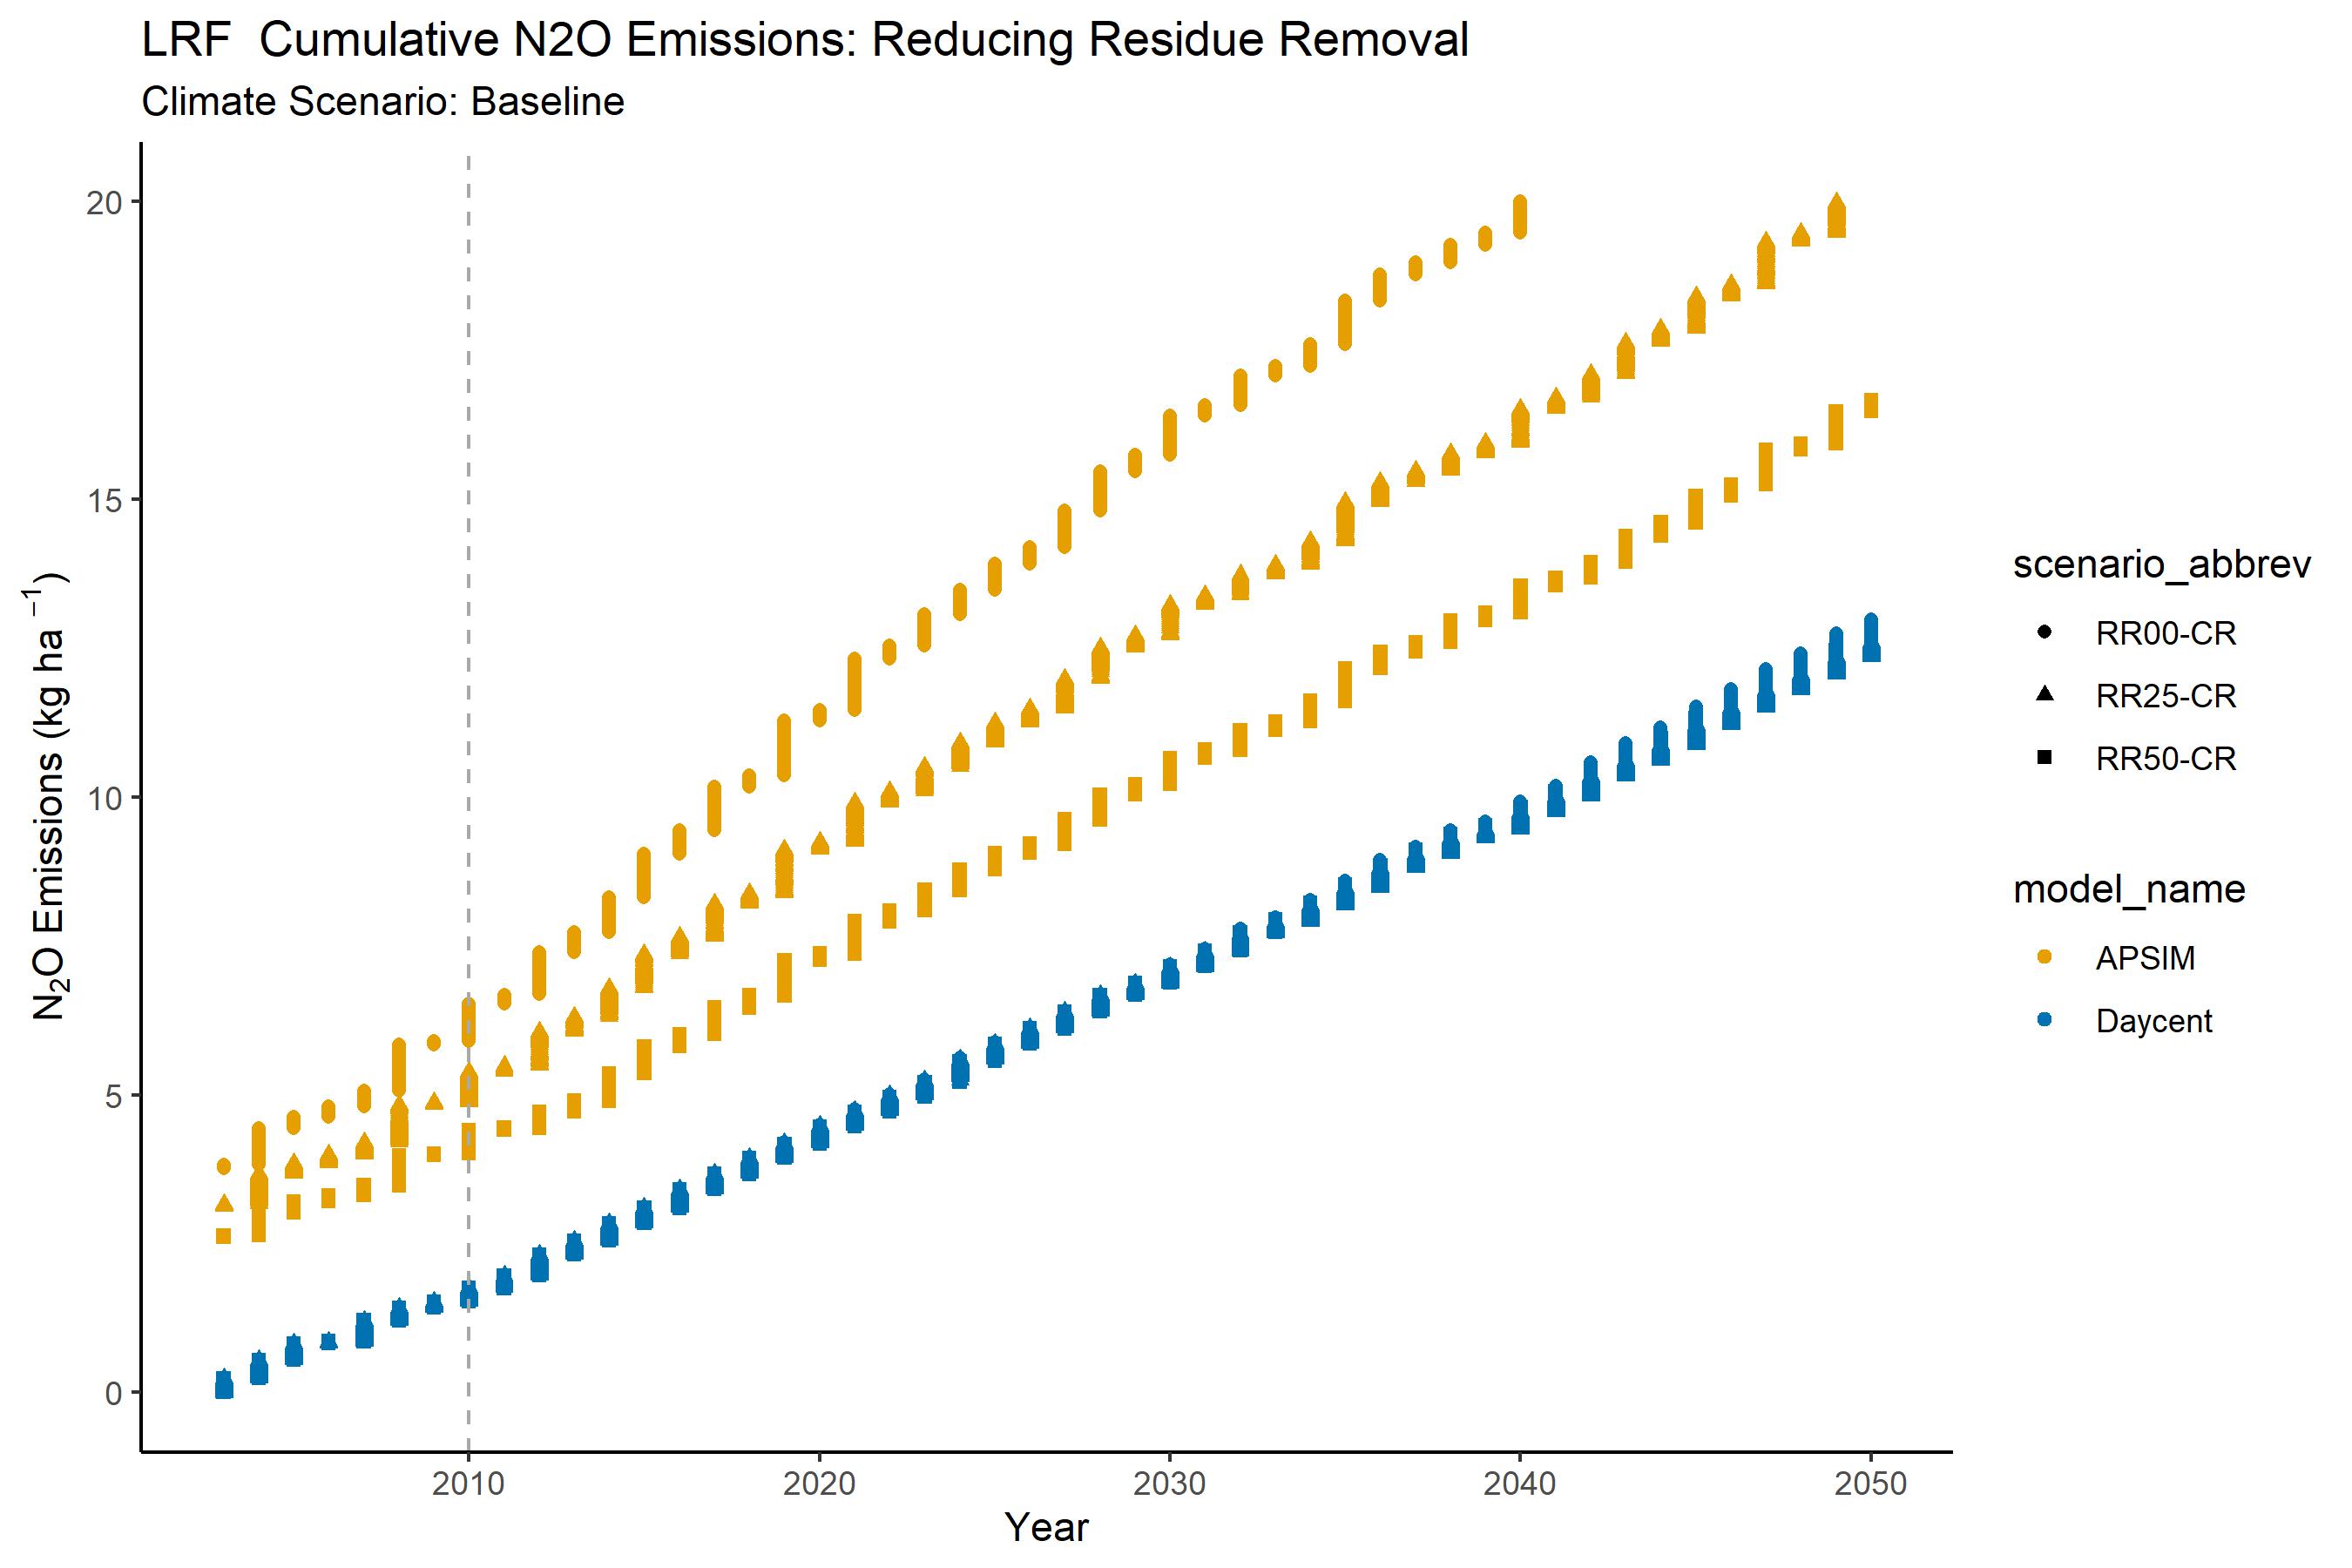 LRF  Cumulative N2O Emissions: Reducing Residue Removal
Climate Scenario: Baseline
N₂O Emissions (kg ha ⁻¹)
20
15
10
5
0
2010
2020
2030
2040
2050
Year
scenario_abbrev
RR00-CR
RR25-CR
RR50-CR
model_name
APSIM
Daycent